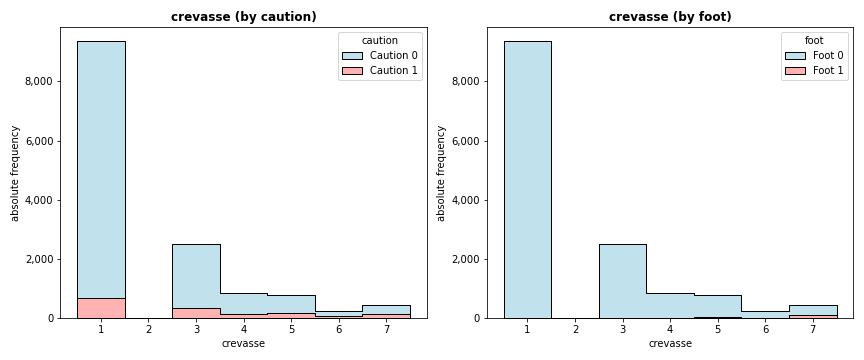 crevasse (by caution)
caution
Caution 0
Caution 1
absolute frequency
8,000
6,000
4,000
2,000
0
1 2 3 4 5 6 7
crevasse
crevasse (by foot)
foot
Foot 0
Foot 1
absolute frequency
8,000
6,000
4,000
2,000
0
1 2 3 4 5 6 7
crevasse